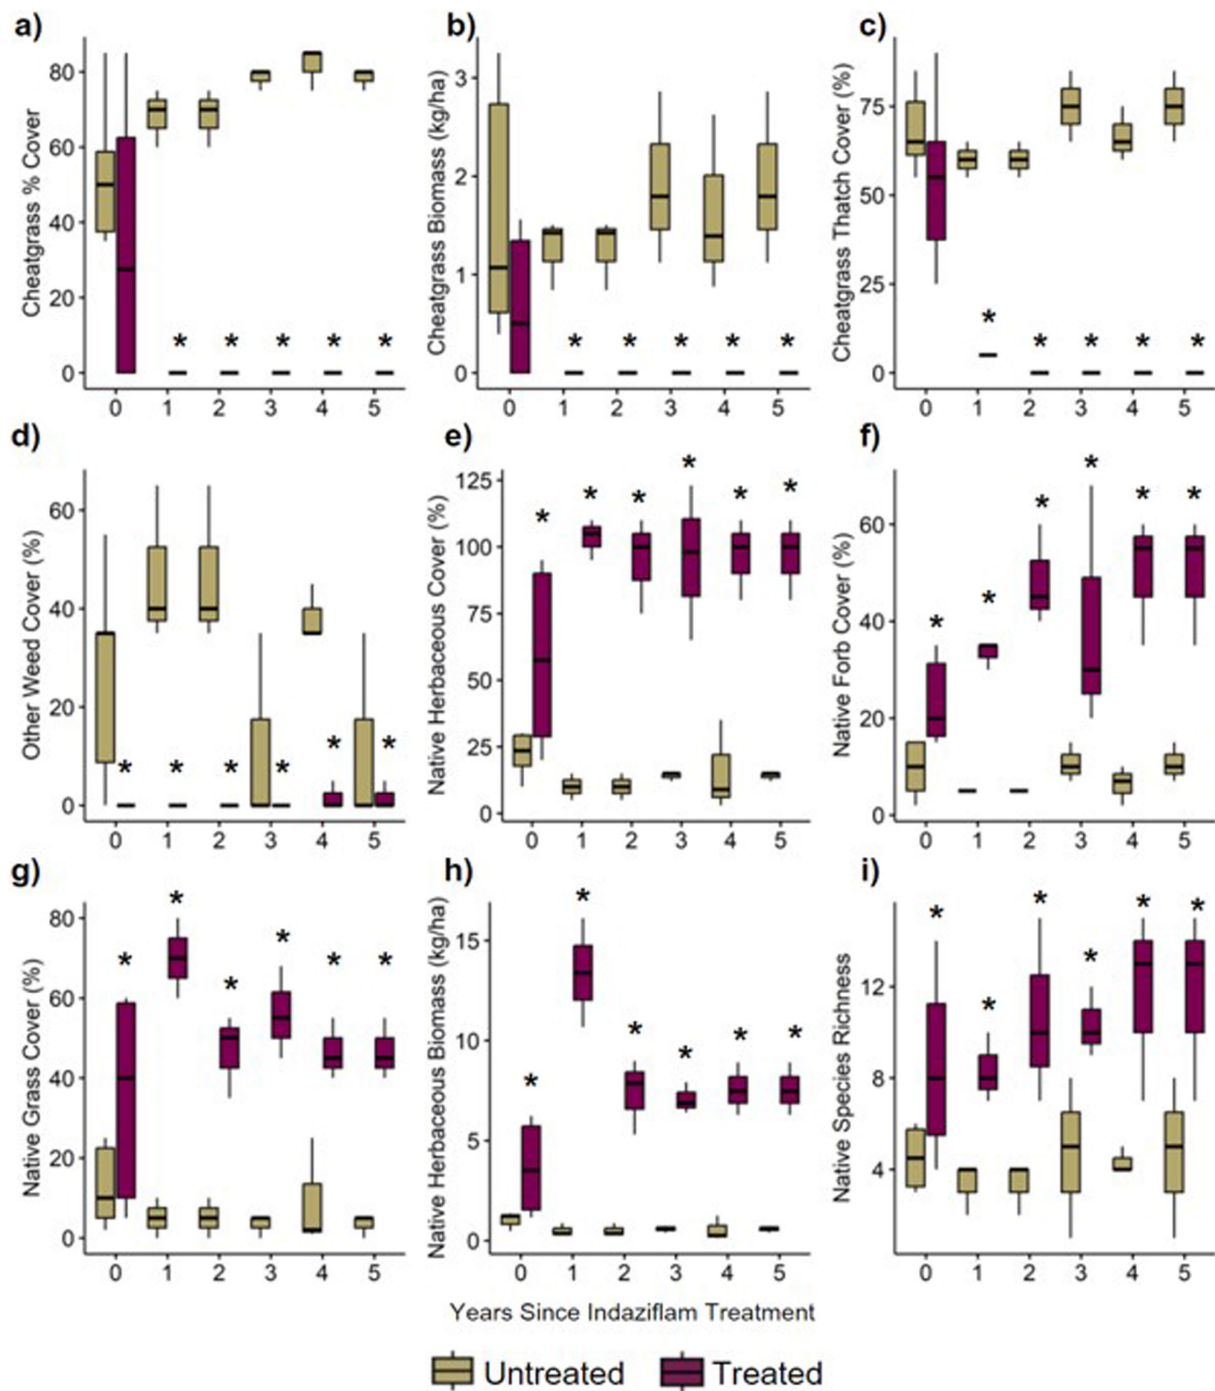 a)
Cheatgrass % Cover
80
60
40
20
0
* * * * *
0 1 2 3 4 5
b)
Cheatgrass Biomass (kg/ha)
3
2
1
0
* * * * *
0 1 2 3 4 5
c)
Cheatgrass Thatch Cover (%)
75
50
25
0
* * * * *
0 1 2 3 4 5
d)
Other Weed Cover (%)
60
40
20
0
* * * * * *
0 1 2 3 4 5
e)
Native Herbaceous Cover (%)
125
100
75
50
25
0
* * * * * *
0 1 2 3 4 5
f)
Native Forb Cover (%)
60
40
20
0
* * * * * *
0 1 2 3 4 5
g)
Native Grass Cover (%)
80
60
40
20
0
* * * * * *
0 1 2 3 4 5
h)
Native Herbaceous Biomass (kg/ha)
15
10
5
0
* * * * * *
0 1 2 3 4 5
i)
Native Species Richness
12
8
4
* * * * * *
0 1 2 3 4 5
Years Since Indaziflam Treatment
Untreated Treated